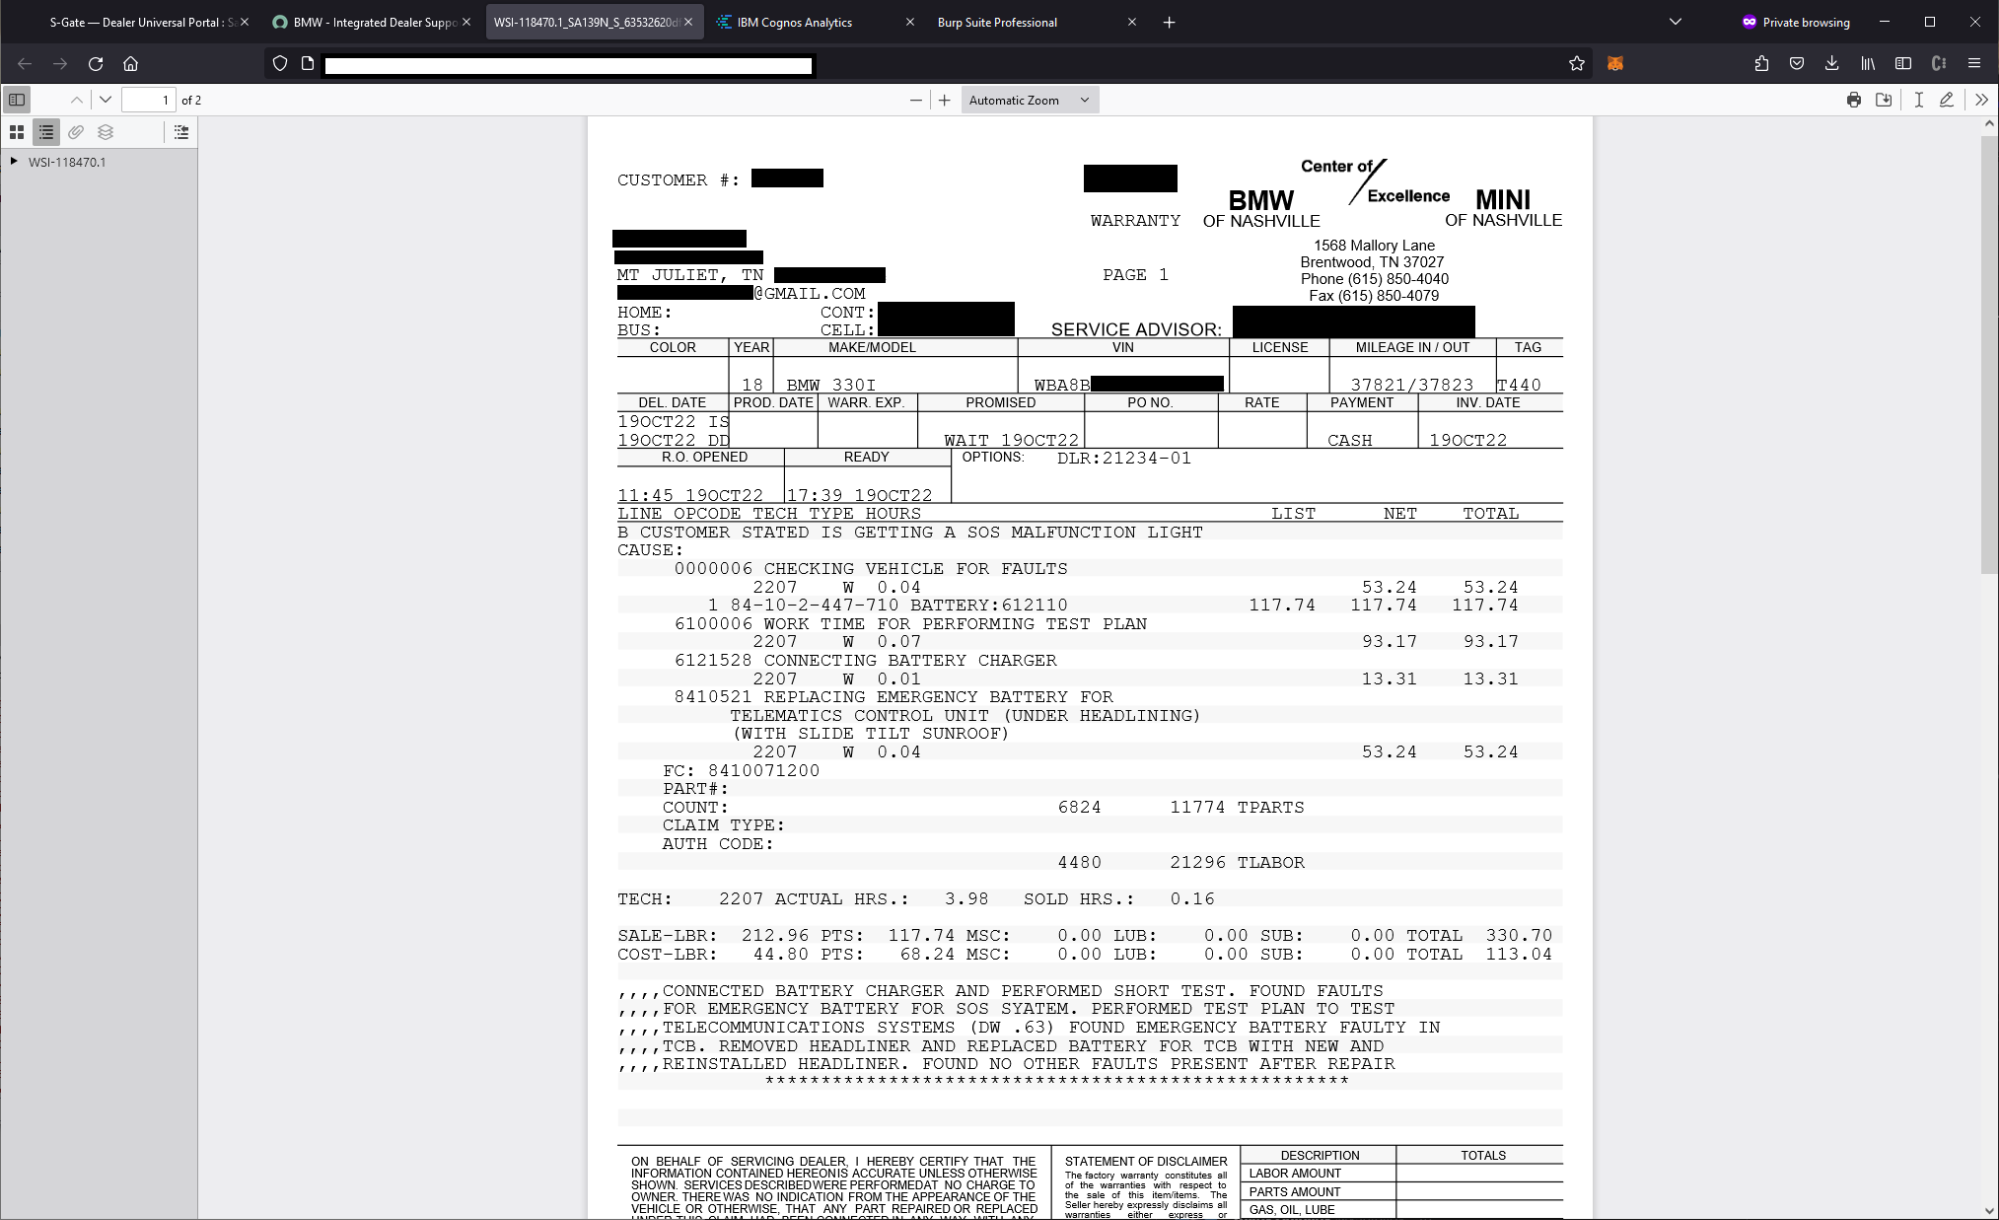 S-Gate — Dealer Universal Portal : S
BMW - Integrated Dealer Suppo
WSI-118470.1_SA139N_S_63532620d
IBM Cognos Analytics
Burp Suite Professional
Private browsing
1 of 2
Automatic Zoom
WSI-118470.1
CUSTOMER #:
Center of
Excellence
BMW
OF NASHVILLE
MINI
OF NASHVILLE
WARRANTY
1568 Mallory Lane
Brentwood, TN 37027
Phone (615) 850-4040
Fax (615) 850-4079
MT JULIET, TN
PAGE 1
@GMAIL.COM
HOME: CONT:
BUS: CELL:
SERVICE ADVISOR:
COLOR YEAR MAKE/MODEL VIN LICENSE MILEAGE IN / OUT TAG
18 BMW 330I WBA8B 37821/37823 T440
DEL. DATE PROD. DATE WARR. EXP. PROMISED PO NO. RATE PAYMENT INV. DATE
19OCT22 IS
19OCT22 DD WAIT 19OCT22 CASH 19OCT22
R.O. OPENED READY OPTIONS: DLR:21234-01
11:45 19OCT22 17:39 19OCT22
LINE OPCODE TECH TYPE HOURS LIST NET TOTAL
B CUSTOMER STATED IS GETTING A SOS MALFUNCTION LIGHT
CAUSE:
0000006 CHECKING VEHICLE FOR FAULTS
2207 W 0.04 53.24 53.24
1 84-10-2-447-710 BATTERY:612110 117.74 117.74 117.74
6100006 WORK TIME FOR PERFORMING TEST PLAN
2207 W 0.07 93.17 93.17
6121528 CONNECTING BATTERY CHARGER
2207 W 0.01 13.31 13.31
8410521 REPLACING EMERGENCY BATTERY FOR
TELEMATICS CONTROL UNIT (UNDER HEADLINING)
(WITH SLIDE TILT SUNROOF)
2207 W 0.04 53.24 53.24
FC: 8410071200
PART#:
COUNT: 6824 11774 TPARTS
CLAIM TYPE:
AUTH CODE:
4480 21296 TLABOR
TECH: 2207 ACTUAL HRS.: 3.98 SOLD HRS.: 0.16
SALE-LBR: 212.96 PTS: 117.74 MSC: 0.00 LUB: 0.00 SUB: 0.00 TOTAL 330.70
COST-LBR: 44.80 PTS: 68.24 MSC: 0.00 LUB: 0.00 SUB: 0.00 TOTAL 113.04
,,,,CONNECTED BATTERY CHARGER AND PERFORMED SHORT TEST. FOUND FAULTS
,,,,FOR EMERGENCY BATTERY FOR SOS SYATEM. PERFORMED TEST PLAN TO TEST
,,,,TELECOMMUNICATIONS SYSTEMS (DW .63) FOUND EMERGENCY BATTERY FAULTY IN
,,,,TCB. REMOVED HEADLINER AND REPLACED BATTERY FOR TCB WITH NEW AND
,,,,REINSTALLED HEADLINER. FOUND NO OTHER FAULTS PRESENT AFTER REPAIR
****************************************************
ON BEHALF OF SERVICING DEALER, I HEREBY CERTIFY THAT THE
INFORMATION CONTAINED HEREON IS ACCURATE UNLESS OTHERWISE
SHOWN. SERVICES DESCRIBED WERE PERFORMED AT NO CHARGE TO
OWNER. THERE WAS NO INDICATION FROM THE APPEARANCE OF THE
VEHICLE OR OTHERWISE, THAT ANY PART REPAIRED OR REPLACED
UNDER THIS CLAIM HAD BEEN CONNECTED IN ANY WAY WITH ANY
STATEMENT OF DISCLAIMER
The factory warranty constitutes all
of the warranties with respect to
the sale of this item/items. The
Seller hereby expressly disclaims all
warranties either express or
DESCRIPTION TOTALS
LABOR AMOUNT
PARTS AMOUNT
GAS, OIL, LUBE